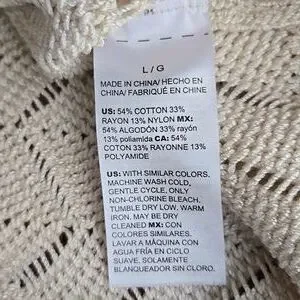 L / G
MADE IN CHINA/ HECHO EN
CHINA/ FABRIQUÉ EN CHINE
US: 54% COTTON 33%
RAYON 13% NYLON MX:
54% ALGODÓN 33% rayón
13% poliamida CA: 54%
COTON 33% RAYONNE 13%
POLYAMIDE
US: WITH SIMILAR COLORS.
MACHINE WASH COLD,
GENTLE CYCLE, ONLY
NON-CHLORINE BLEACH.
TUMBLE DRY LOW. WARM
IRON. MAY BE DRY
CLEANED MX: CON
COLORES SIMILARES.
LAVAR A MÁQUINA CON
AGUA FRÍA EN CICLO
SUAVE, SOLAMENTE
BLANQUEADOR SIN CLORO.